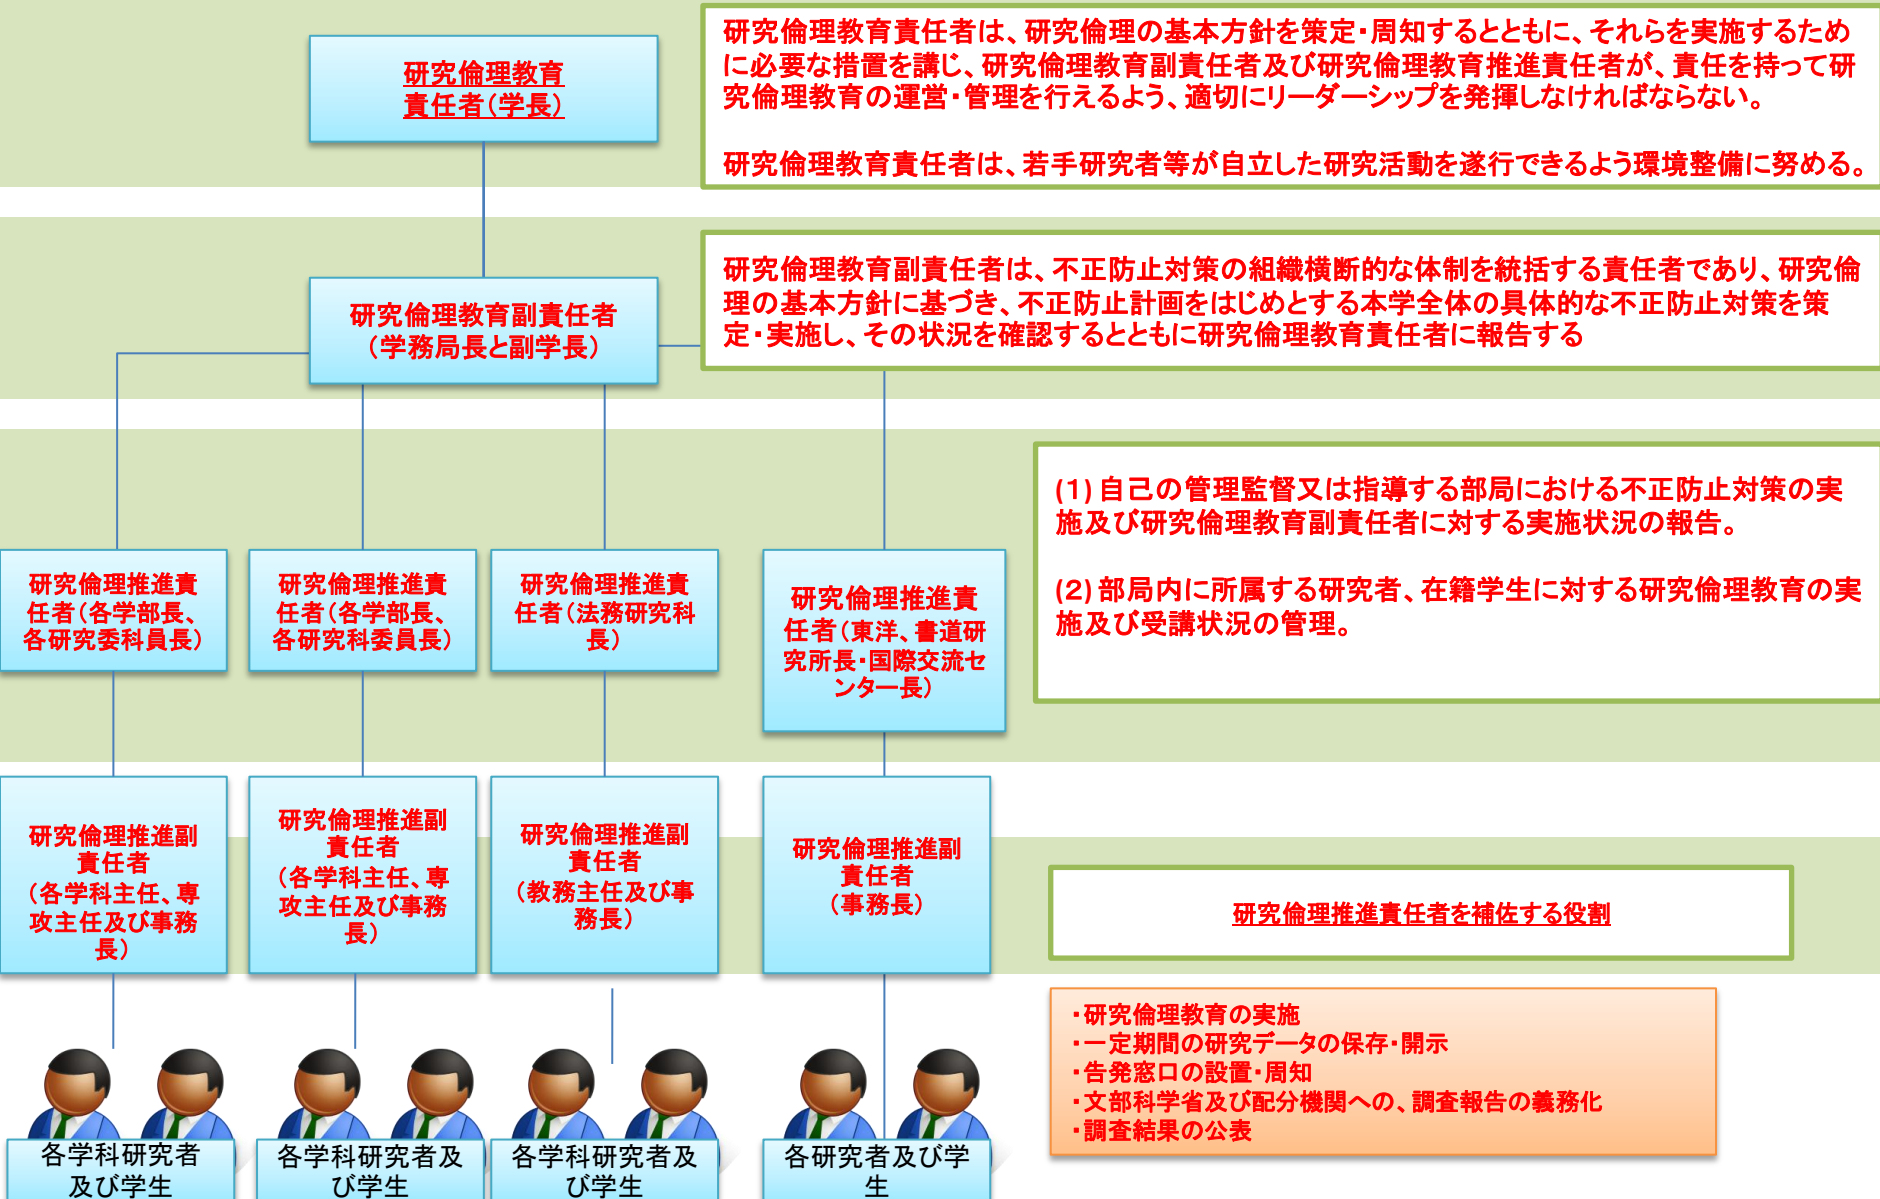 研究倫理教育
責任者（学長）
研究倫理教育責任者は、研究倫理の基本方針を策定・周知するとともに、それらを実施するため
に必要な措置を講じ、研究倫理教育副責任者及び研究倫理教育推進責任者が、責任を持って研
究倫理教育の運営・管理を行えるよう、適切にリーダーシップを発揮しなければならない。
研究倫理教育責任者は、若手研究者等が自立した研究活動を遂行できるよう環境整備に努める。
研究倫理教育副責任者
（学務局長と副学長）
研究倫理教育副責任者は、不正防止対策の組織横断的な体制を統括する責任者であり、研究倫
理の基本方針に基づき、不正防止計画をはじめとする本学全体の具体的な不正防止対策を策
定・実施し、その状況を確認するとともに研究倫理教育責任者に報告する
研究倫理推進責
任者（各学部長、
各研究委科員長）
研究倫理推進責
任者（各学部長、
各研究科委員長）
研究倫理推進責
任者（法務研究科
長）
研究倫理推進責
任者（東洋、書道研
究所長・国際交流セ
ンター長）
(1) 自己の管理監督又は指導する部局における不正防止対策の実
施及び研究倫理教育副責任者に対する実施状況の報告。
(2) 部局内に所属する研究者、在籍学生に対する研究倫理教育の実
施及び受講状況の管理。
研究倫理推進副
責任者
（各学科主任、専
攻主任及び事務
長）
研究倫理推進副
責任者
（各学科主任、専
攻主任及び事務
長）
研究倫理推進副
責任者
（教務主任及び事
務長）
研究倫理推進副
責任者
（事務長）
研究倫理推進責任者を補佐する役割
・研究倫理教育の実施
・一定期間の研究データの保存・開示
・告発窓口の設置・周知
・文部科学省及び配分機関への、調査報告の義務化
・調査結果の公表
各学科研究者
及び学生
各学科研究者及
び学生
各学科研究者及
び学生
各研究者及び学
生